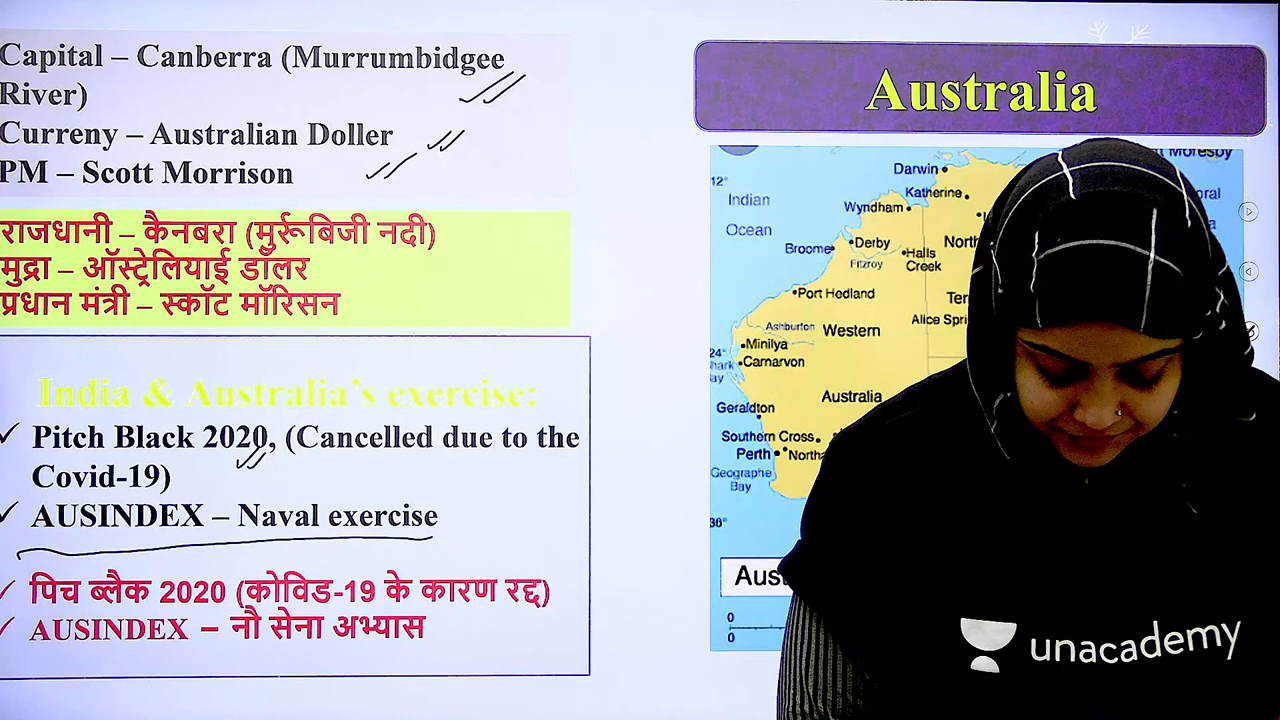 Capital – Canberra (Murrumbidgee
River)
Curreny – Australian Doller
PM – Scott Morrison
राजधानी – कैनबरा (मुर्रूबिजी नदी)
मुद्रा – ऑस्ट्रेलियाई डॉलर
प्रधान मंत्री – स्कॉट मॉरिसन
India & Australia's exercise:
✓ Pitch Black 2020, (Cancelled due to the
Covid-19)
✓ AUSINDEX – Naval exercise
✓ पिच ब्लैक 2020 (कोविड-19 के कारण रद्द)
✓ AUSINDEX – नौ सेना अभ्यास
Australia
Moresby
Darwin
12°
Katherine
Indian
Ocean
Wyndham
Derby
Broome
Halls
Creek
Fitzroy
Port Hedland
Alice
Ashburton
Western
Minilya
24°
Carnarvon
Australia
Geraldton
Southern Cross
Perth
Geographe
Bay
36°
0
0
unacademy